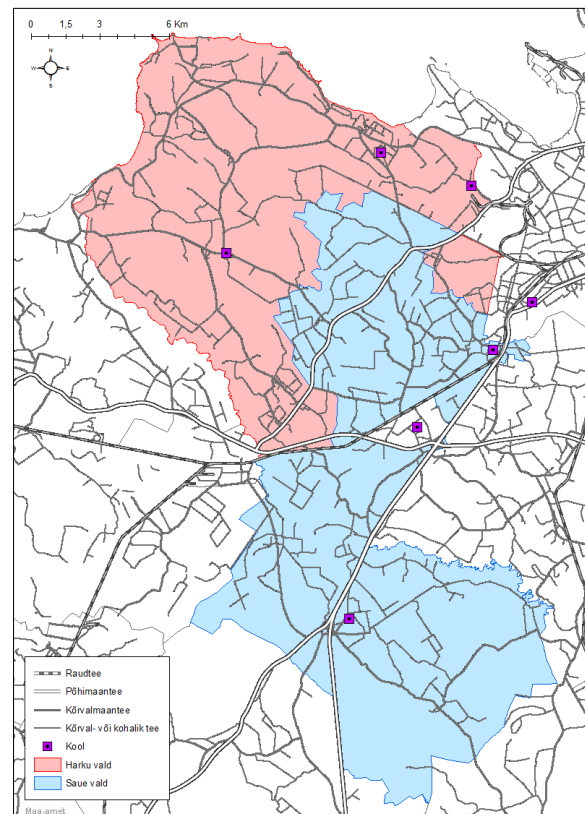 0 1,5 3 6 Km
N
W E
S
Raudtee
Põhimaantee
Kõrvalmaantee
Kõrval- või kohalik tee
Kool
Harku vald
Saue vald
Maa-amet